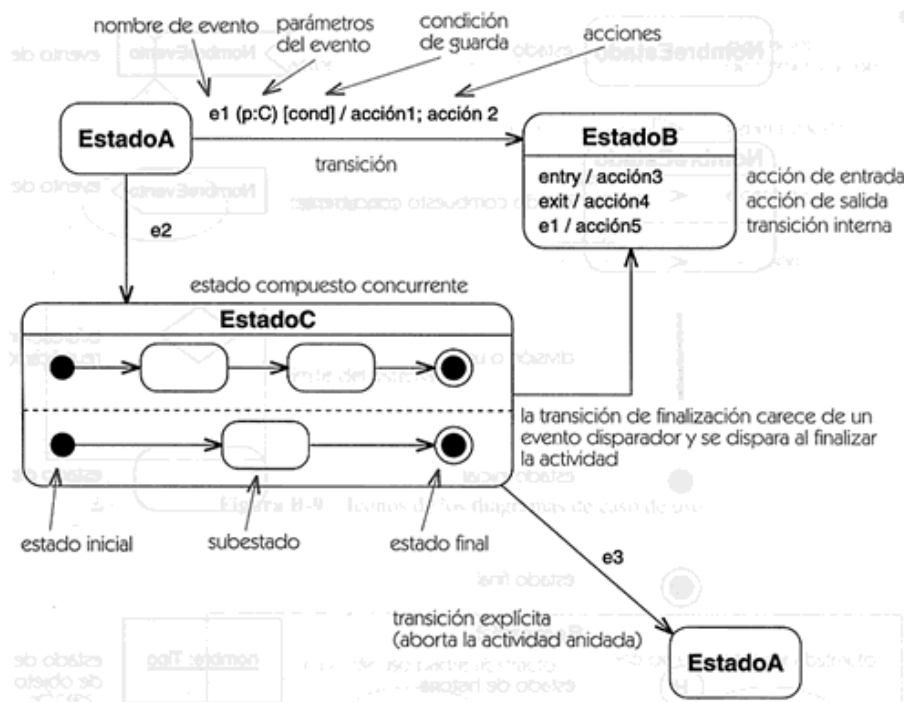 nombre de evento
parámetros
del evento
condición
de guarda
acciones
e1 (p:C) [cond] / acción1; acción 2
EstadoA
transición
EstadoB
entry / acción3
exit / acción4
e1 / acción5
acción de entrada
acción de salida
transición interna
e2
estado compuesto concurrente
EstadoC
la transición de finalización carece de un
evento disparador y se dispara al finalizar
la actividad
estado inicial
subestado
estado final
e3
transición explícita
(aborta la actividad anidada)
EstadoA